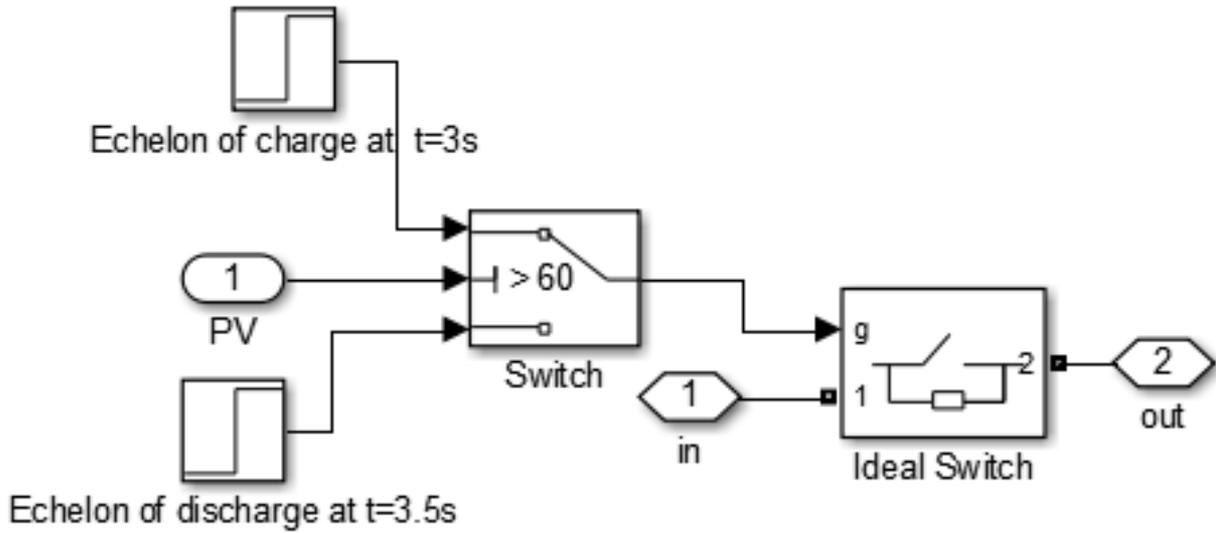 Echelon of charge at t=3s
1
PV
> 60
Switch
Echelon of discharge at t=3.5s
1
in
g
1
2
Ideal Switch
2
out